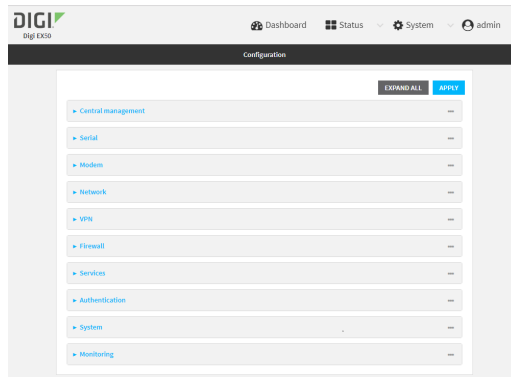 DIGI
Digi EX50
Dashboard Status System admin
Configuration
EXPAND ALL APPLY
Central management
Serial
Modem
Network
VPN
Firewall
Services
Authentication
System
Monitoring